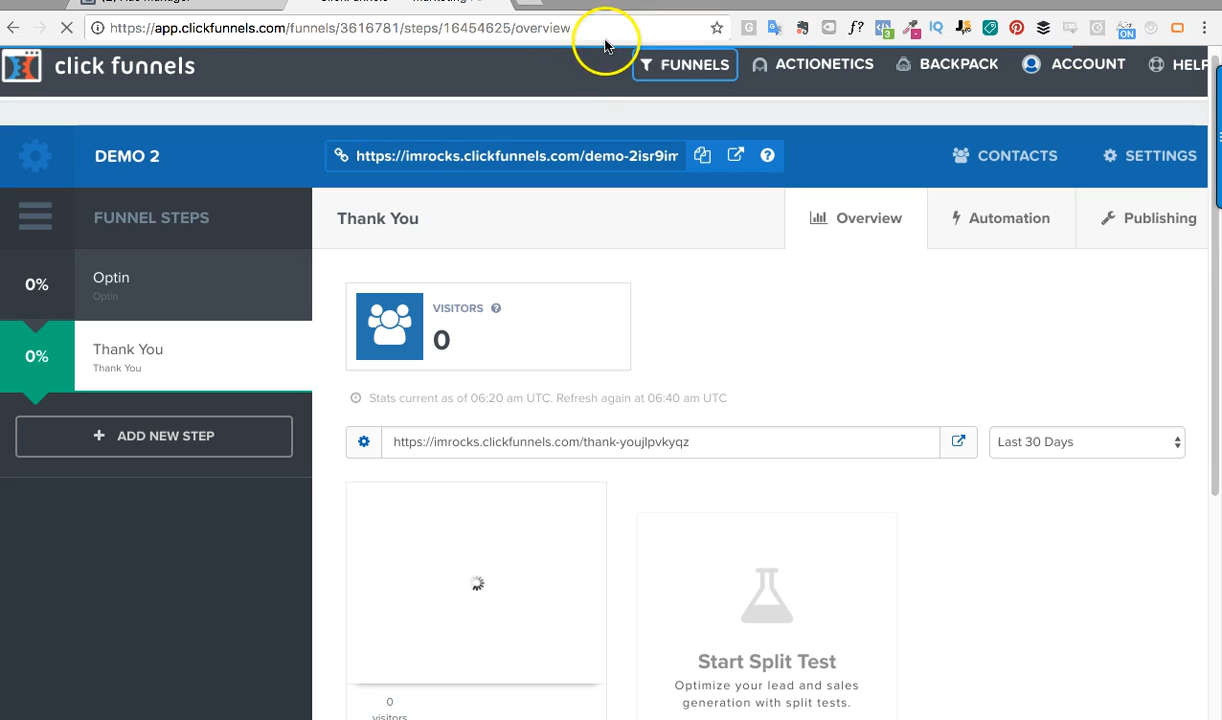 https://app.clickfunnels.com/funnels/3616781/steps/16454625/overview
click funnels
FUNNELS
ACTIONETICS
BACKPACK
ACCOUNT
HELP
DEMO 2
https://imrocks.clickfunnels.com/demo-2isr9im
CONTACTS
SETTINGS
FUNNEL STEPS
Thank You
Overview
Automation
Publishing
0%
Optin
Optin
0%
Thank You
Thank You
+ ADD NEW STEP
VISITORS
0
Stats current as of 06:20 am UTC. Refresh again at 06:40 am UTC
https://imrocks.clickfunnels.com/thank-youjlpvkyqz
Last 30 Days
0
visitors
Start Split Test
Optimize your lead and sales
generation with split tests.